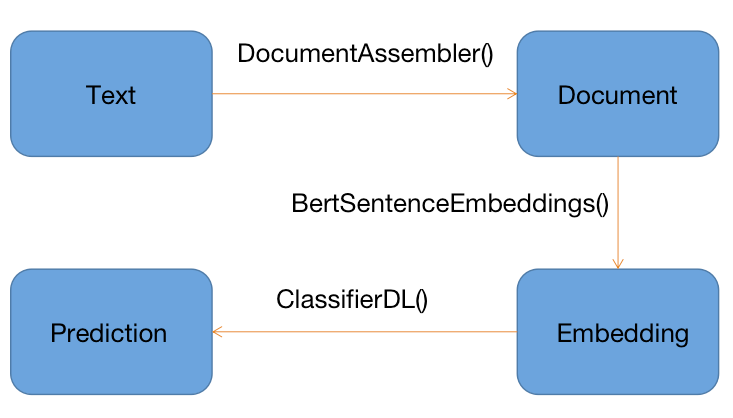 Text
DocumentAssembler()
Document
BertSentenceEmbeddings()
Embedding
ClassifierDL()
Prediction